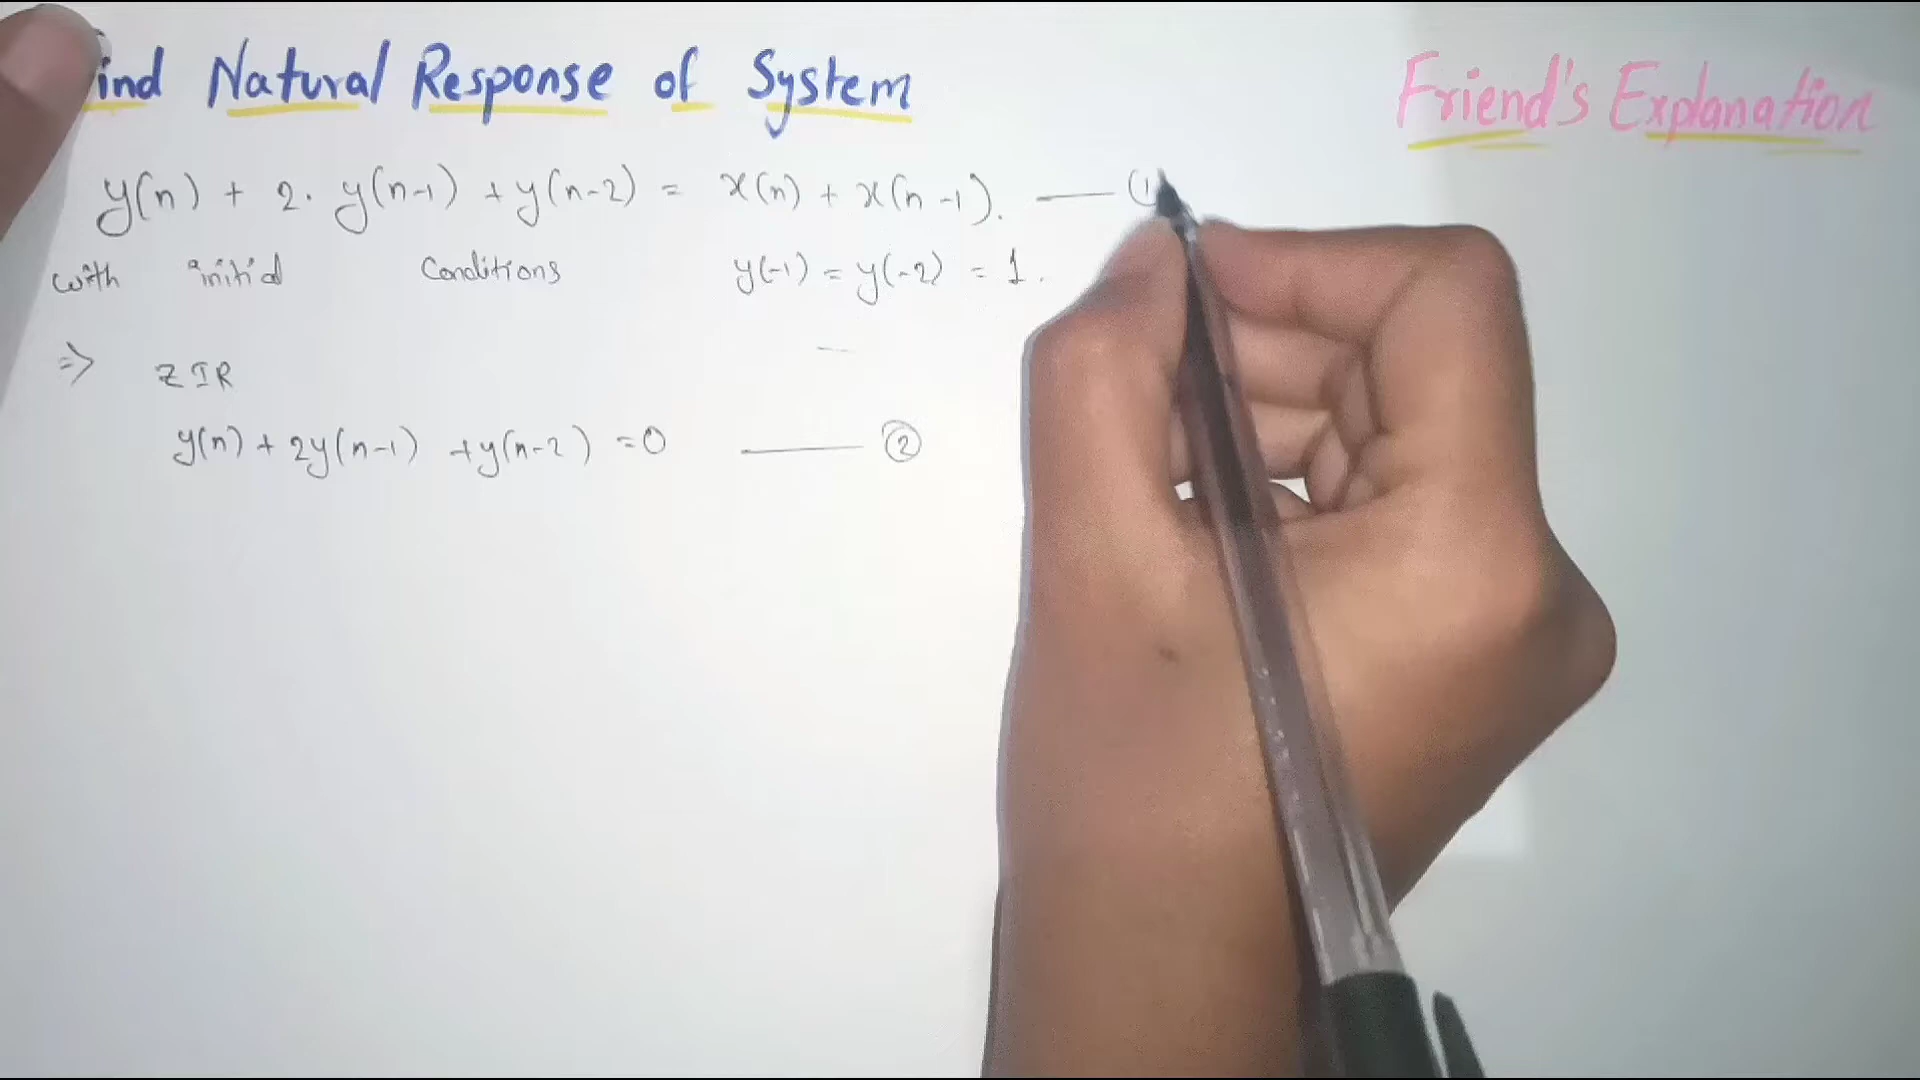 ind Natural Response of System
Friend's Explanation
y(n) + 2. y(n-1) + y(n-2) = x(n) + x(n-1). — (1
with initial Conditions y(-1) = y(-2) = 1.
⇒ ZIR
y(n) + 2y(n-1) + y(n-2) = 0 — ②